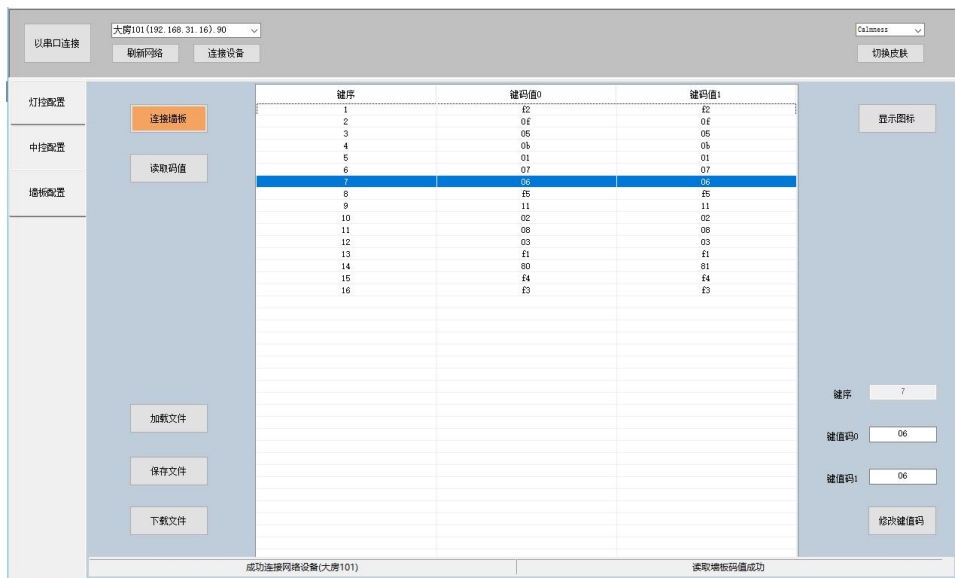 以串口连接
大房101(192.168.31.16).90
刷新网络 连接设备
Calmness
切换皮肤
灯控配置
中控配置
墙板配置
连接墙板
读取码值
加载文件
保存文件
下载文件
键序 键码值0 键码值1
1 f2 f2
2 0f 0f
3 05 05
4 0b 0b
5 01 01
6 07 07
7 06 06
8 f5 f5
9 11 11
10 02 02
11 08 08
12 03 03
13 f1 f1
14 80 81
15 f4 f4
16 f3 f3
显示图标
键序 7
键值码0 06
键值码1 06
修改键值码
成功连接网络设备(大房101) 读取墙板码值成功